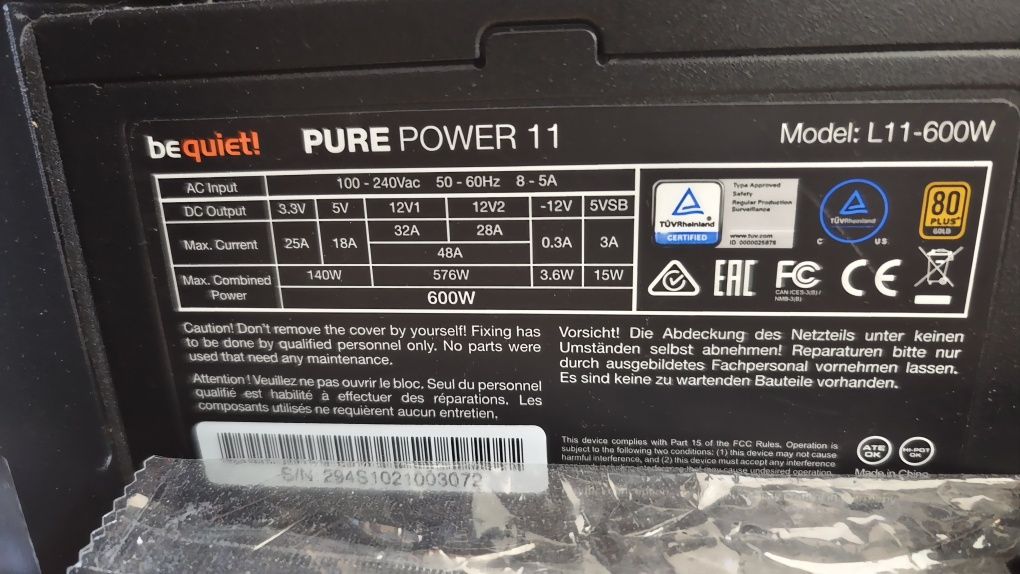 be quiet! PURE POWER 11 Model: L11-600W
AC Input 100 - 240Vac 50 - 60Hz 8 - 5A
DC Output 3.3V 5V 12V1 12V2 -12V 5VSB
Max. Current 25A 18A 32A 28A 0.3A 3A
48A
Max. Combined Power 140W 576W 3.6W 15W
600W
TÜVRheinland
CERTIFIED
Type Approved
Safety
Regular Production
Surveillance
www.tuv.com
ID 0000025878
TÜVRheinland
C US
80
PLUS
GOLD
EAC
FC
CAN ICES-3(B) /
NMB-3(B)
CE
Caution! Don't remove the cover by yourself! Fixing has
to be done by qualified personnel only. No parts were
used that need any maintenance.
Attention ! Veuillez ne pas ouvrir le bloc. Seul du personnel
qualifié est habilité à effectuer des réparations. Les
composants utilisés ne requièrent aucun entretien.
Vorsicht! Die Abdeckung des Netzteils unter keinen
Umständen selbst abnehmen! Reparaturen bitte nur
durch ausgebildetes Fachpersonal vornehmen lassen.
Es sind keine zu wartenden Bauteile vorhanden.
S/N 294S1021003072
This device complies with Part 15 of the FCC Rules. Operation is
subject to the following two conditions: (1) this device may not cause
harmful interference, and (2) this device must accept any interference
received, including interference that may cause undesired operation.
ATE
OK
HI-POT
OK
Made in China